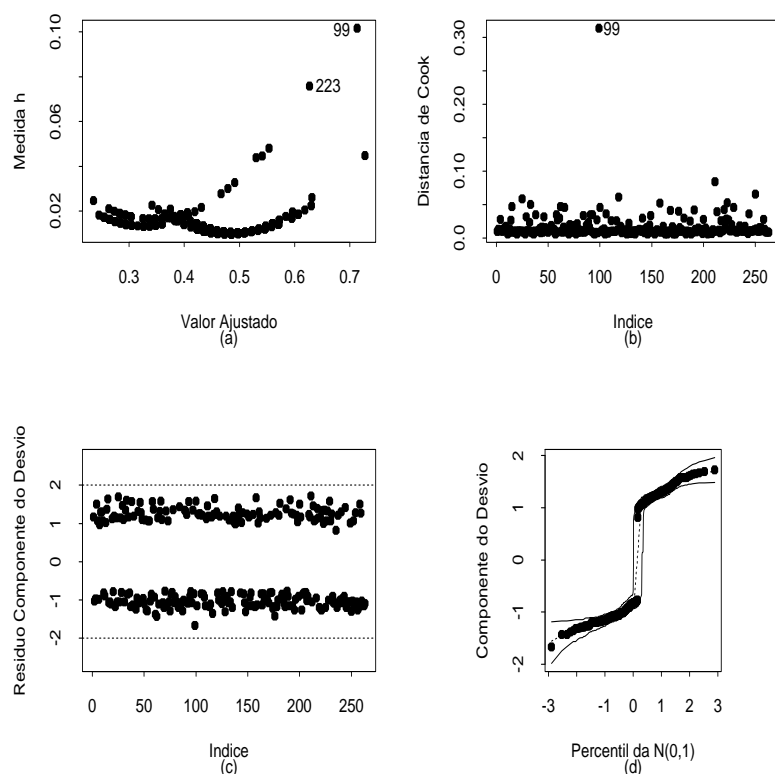 Medida h
0.02 0.06 0.10
99
223
0.3 0.4 0.5 0.6 0.7
Valor Ajustado
(a)
Distancia de Cook
0.0 0.10 0.20 0.30
99
0 50 100 150 200 250
Indice
(b)
Residuo Componente do Desvio
-2 -1 0 1 2
0 50 100 150 200 250
Indice
(c)
Componente do Desvio
-2 -1 0 1 2
-3 -1 0 1 2 3
Percentil da N(0,1)
(d)